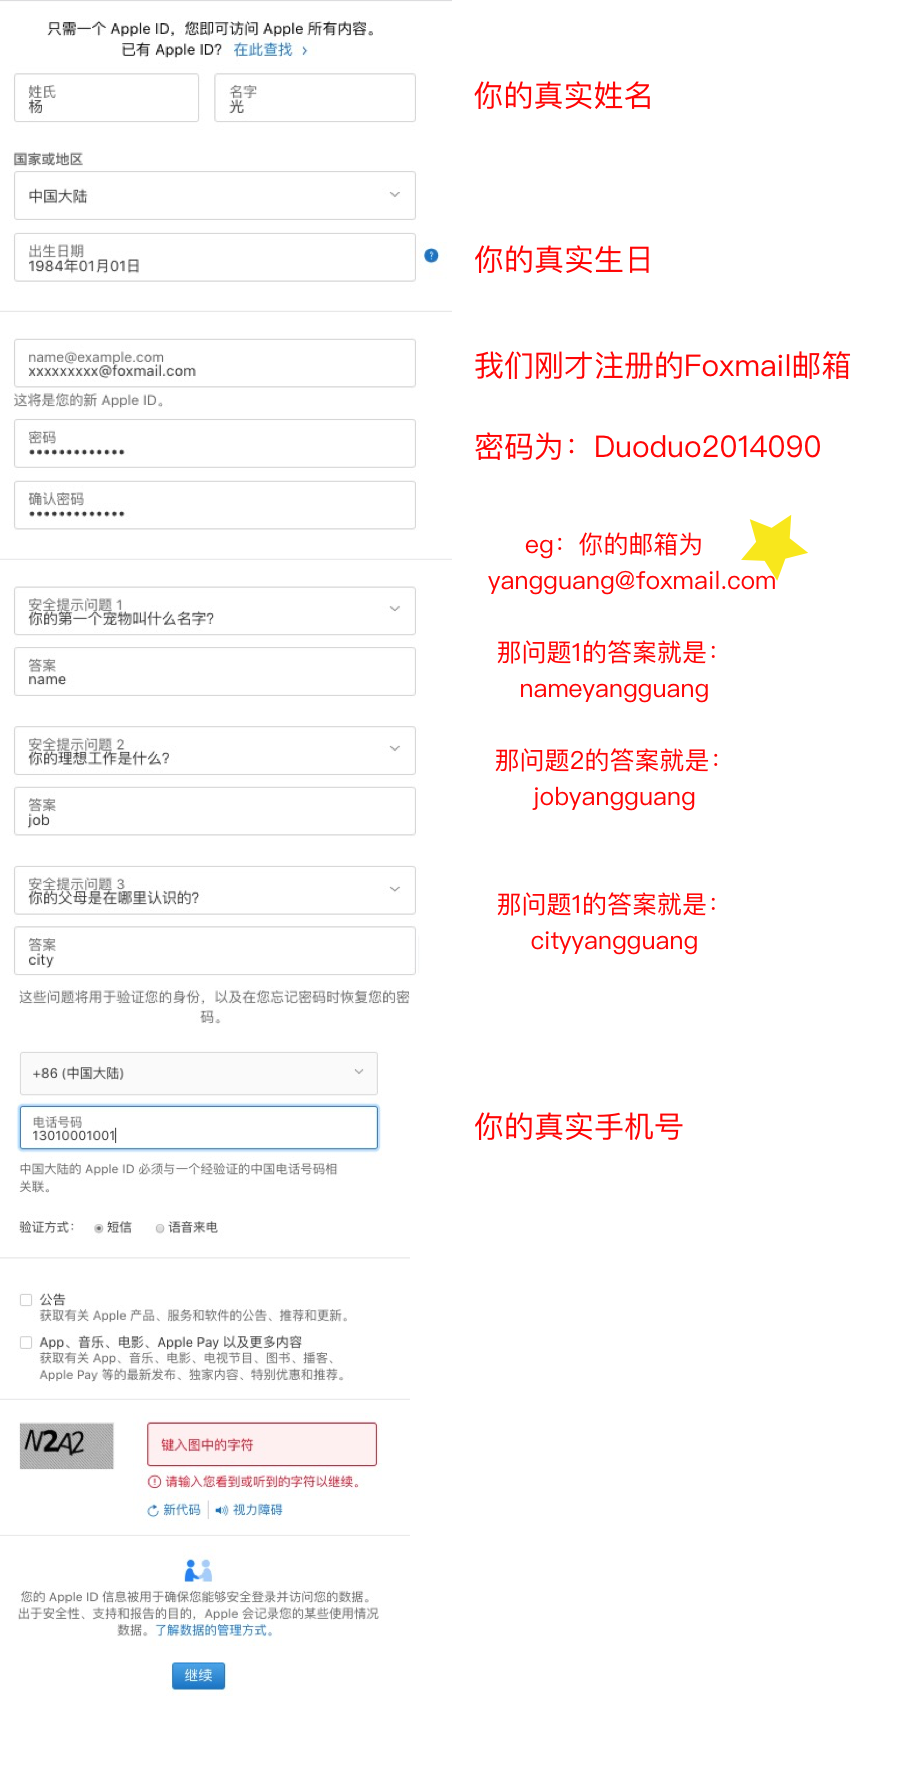 只需一个 Apple ID，您即可访问 Apple 所有内容。
已有 Apple ID? 在此查找 ›
姓氏
杨
名字
光
你的真实姓名
国家或地区
中国大陆
出生日期
1984年01月01日
?
你的真实生日
name@example.com
xxxxxxxxx@foxmail.com
我们刚才注册的Foxmail邮箱
这将是您的新 Apple ID。
密码
•••••••••••••
密码为：Duoduo2014090
确认密码
•••••••••••••
eg：你的邮箱为
yangguang@foxmail.com
安全提示问题 1
你的第一个宠物叫什么名字?
答案
name
那问题1的答案就是：
nameyangguang
安全提示问题 2
你的理想工作是什么?
答案
job
那问题2的答案就是：
jobyangguang
安全提示问题 3
你的父母是在哪里认识的?
答案
city
那问题1的答案就是：
cityyangguang
这些问题将用于验证您的身份，以及在您忘记密码时恢复您的密
码。
+86 (中国大陆)
电话号码
13010001001
你的真实手机号
中国大陆的 Apple ID 必须与一个经验证的中国电话号码相
关联。
验证方式： 短信 语音来电
公告
获取有关 Apple 产品、服务和软件的公告、推荐和更新。
App、音乐、电影、Apple Pay 以及更多内容
获取有关 App、音乐、电影、电视节目、图书、播客、
Apple Pay 等的最新发布、独家内容、特别优惠和推荐。
N2A2
键入图中的字符
请输入您看到或听到的字符以继续。
新代码 视力障碍
您的 Apple ID 信息被用于确保您能够安全登录并访问您的数据。
出于安全性、支持和报告的目的，Apple 会记录您的某些使用情况
数据。了解数据的管理方式。
继续